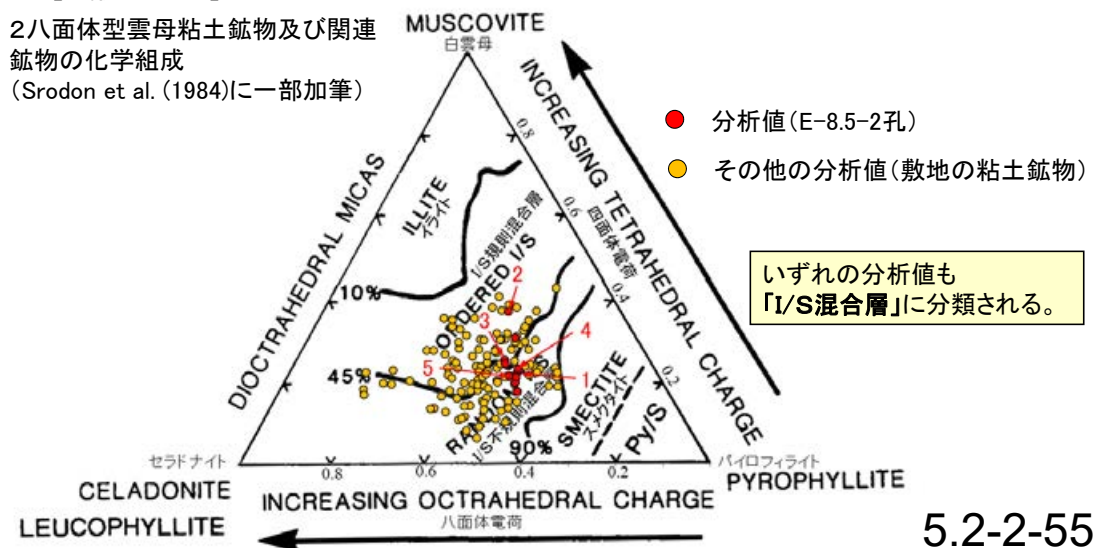 2八面体型雲母粘土鉱物及び関連
鉱物の化学組成
(Srodon et al. (1984)に一部加筆)
MUSCOVITE
白雲母
分析値(E-8.5-2孔)
その他の分析値(敷地の粘土鉱物)
いずれの分析値も
「I/S混合層」に分類される。
DIOCTRAHEDRAL MICAS
INCREASING TETRAHEDRAL CHARGE
四面体電荷
0.8
0.6
0.4
0.2
ILLITE
イライト
I/S規則混合層
ORDERED I/S
10%
45%
90%
2
3
4
5
1
I/S不規則混合
SMECTITE
スメクタイト
Py/S
セラドナイト
CELADONITE
LEUCOPHYLLITE
0.8
0.6
0.4
0.2
パイロフィライト
PYROPHYLLITE
INCREASING OCTRAHEDRAL CHARGE
八面体電荷
5.2-2-55